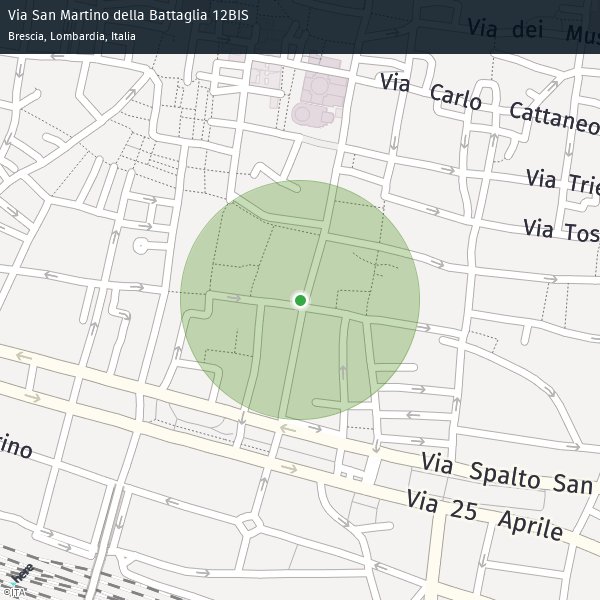 Via San Martino della Battaglia 12BIS
Brescia, Lombardia, Italia
Via dei Mus
Via Carlo Cattaneo
Via Trie
Via Tos
rino
Via Spalto San
Via 25 Aprile
here
©ITA